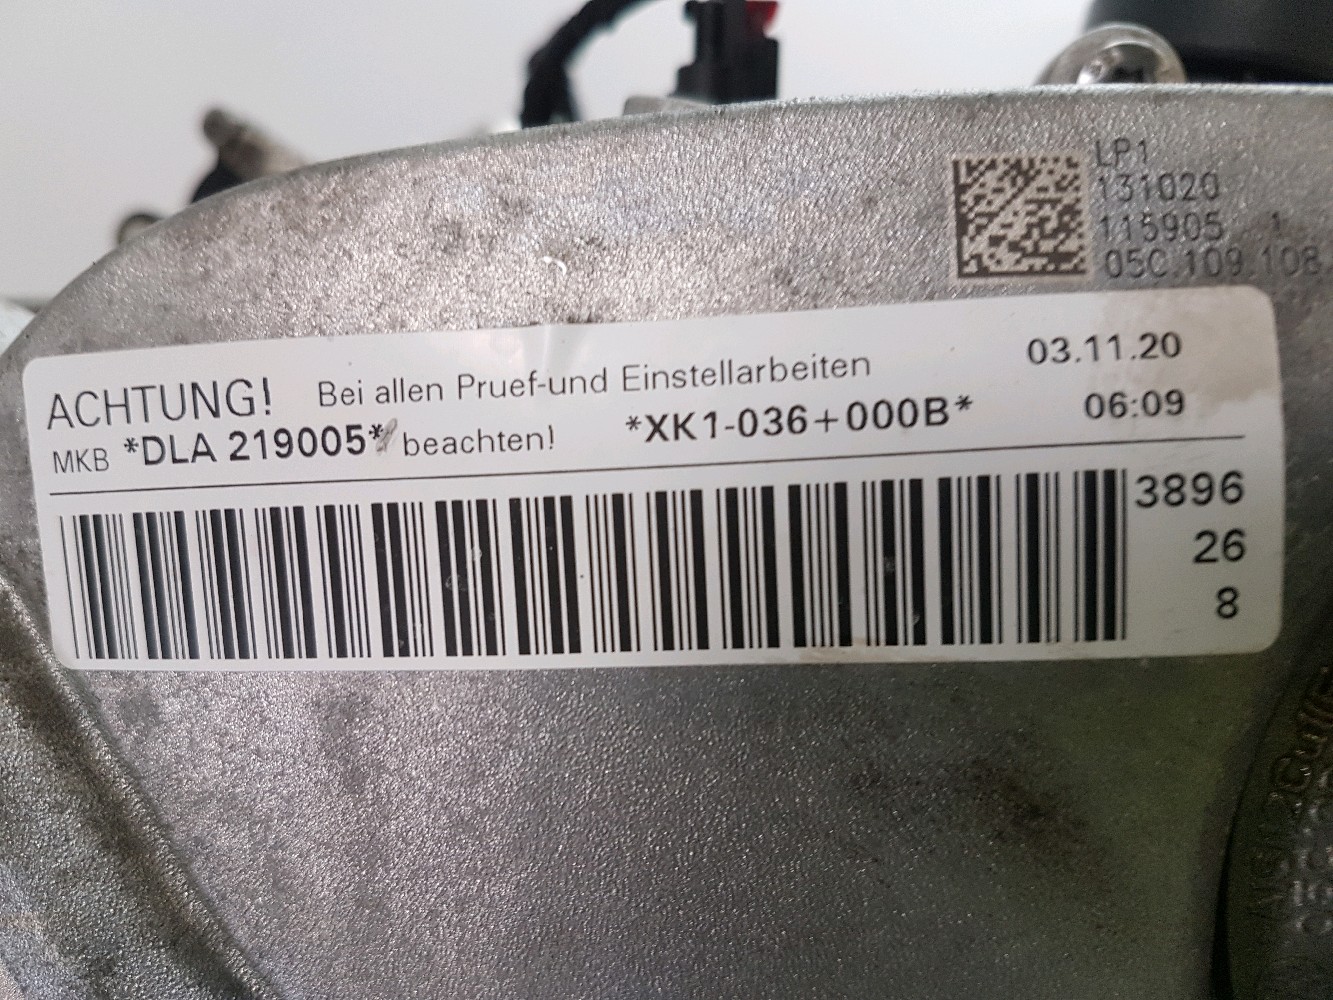 LP1
131020
115905 1
05C.109.108.
ACHTUNG! Bei allen Pruef-und Einstellarbeiten 03.11.20
MKB *DLA 219005* beachten! *XK1-036+000B* 06:09
3896
26
8